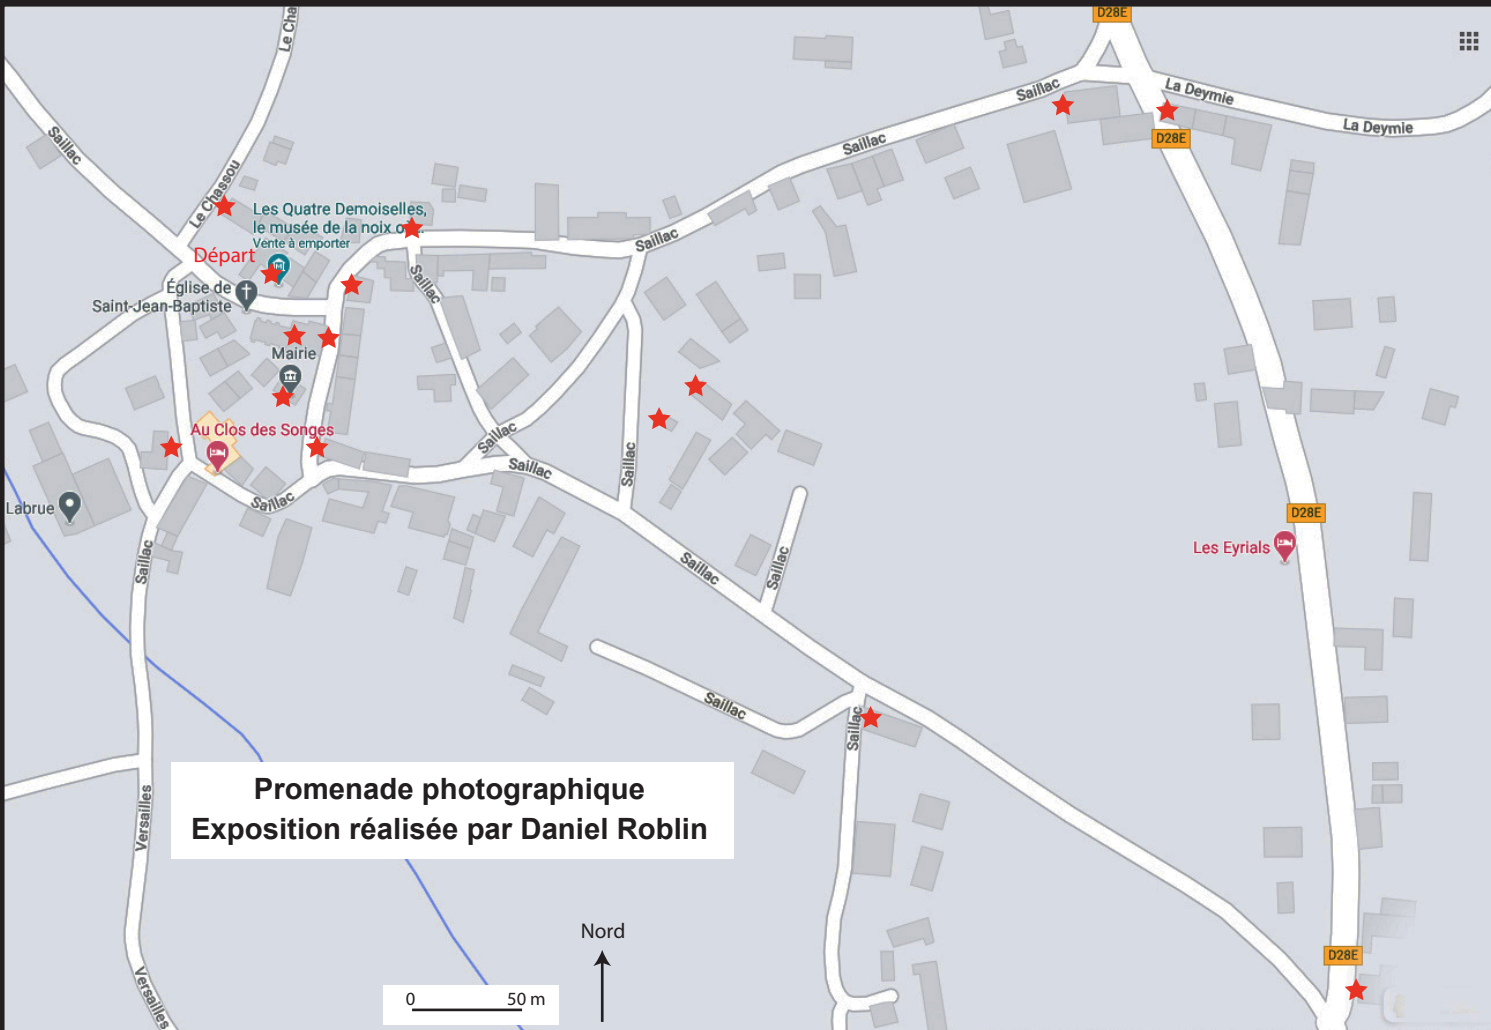 D28E
Le Cha
Saillac
La Deymie
La Deymie
Saillac
D28E
Saillac
Le Chassou
Les Quatre Demoiselles,
le musée de la noix o
Vente à emporter
Saillac
Départ
Saillac
Église de
Saint-Jean-Baptiste
Mairie
Au Clos des Songes
Saillac
Saillac
Saillac
Saillac
Labrue
D28E
Les Eyrials
Saillac
Saillac
Saillac
Saillac
Saillac
Promenade photographique
Exposition réalisée par Daniel Roblin
Versailles
Nord
D28E
Versailles
0 50 m